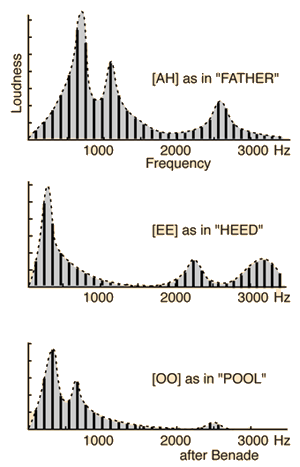 Loudness
[AH] as in "FATHER"
1000 2000 3000 Hz
Frequency
[EE] as in "HEED"
1000 2000 3000 Hz
[OO] as in "POOL"
1000 2000 3000 Hz
after Benade